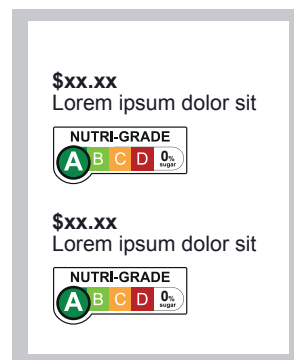 $xx.xx
Lorem ipsum dolor sit
NUTRI-GRADE
A B C D 0% sugar
$xx.xx
Lorem ipsum dolor sit
NUTRI-GRADE
A B C D 0% sugar